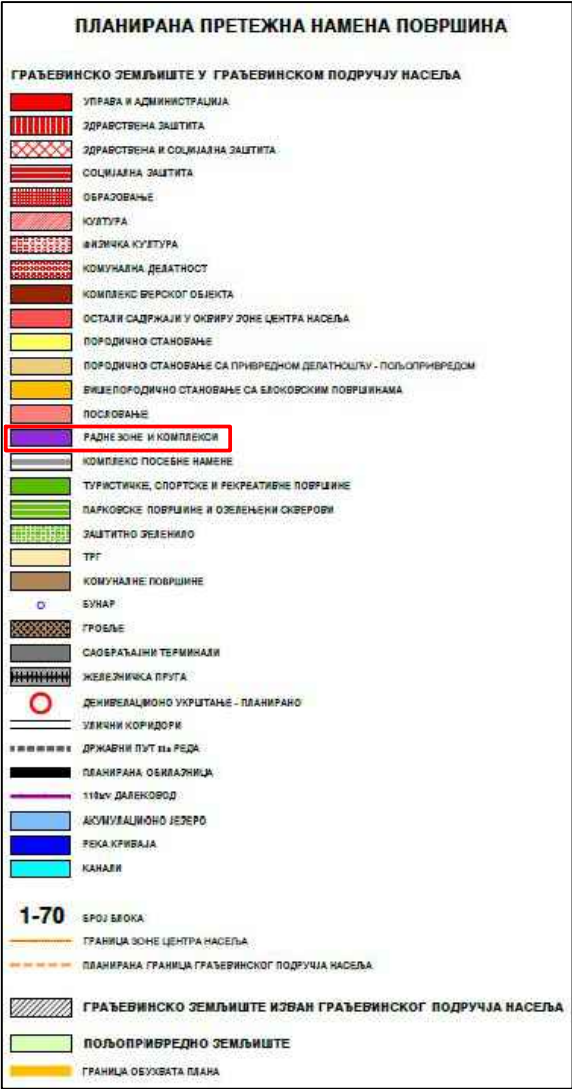 ПЛАНИРАНА ПРЕТЕЖНА НАМЕНА ПОВРШИНА
ГРАЂЕВИНСКО ЗЕМЉИШТЕ У ГРАЂЕВИНСКОМ ПОДРУЧЈУ НАСЕЉА
УПРАВА И АДМИНИСТРАЦИЈА
ЗДРАВСТВЕНА ЗАШТИТА
ЗДРАВСТВЕНА И СОЦИЈАЛНА ЗАШТИТА
СОЦИЈАЛНА ЗАШТИТА
ОБРАЗОВАЊЕ
КУЛТУРА
ФИЗИЧКА КУЛТУРА
КОМУНАЛНА ДЕЛАТНОСТ
КОМПЛЕКС ВЕРСКОГ ОБЈЕКТА
ОСТАЛИ САДРЖАЈИ У ОКВИРУ ЗОНЕ ЦЕНТРА НАСЕЉА
ПОРОДИЧНО СТАНОВАЊЕ
ПОРОДИЧНО СТАНОВАЊЕ СА ПРИВРЕДНОМ ДЕЛАТНОШЋУ - ПОЉОПРИВРЕДОМ
ВИШЕПОРОДИЧНО СТАНОВАЊЕ СА БЛОКОВСКИМ ПОВРШИНАМА
ПОСЛОВАЊЕ
РАДНЕ ЗОНЕ И КОМПЛЕКСИ
КОМПЛЕКС ПОСЕБНЕ НАМЕНЕ
ТУРИСТИЧКЕ, СПОРТСКЕ И РЕКРЕАТИВНЕ ПОВРШИНЕ
ПАРКОВСКЕ ПОВРШИНЕ И ОЗЕЛЕЊЕНИ СКВЕРОВИ
ЗАШТИТНО ЗЕЛЕНИЛО
ТРГ
КОМУНАЛНЕ ПОВРШИНЕ
БУНАР
ГРОБЉЕ
САОБРАЋАЈНИ ТЕРМИНАЛИ
ЖЕЛЕЗНИЧКА ПРУГА
ДЕНИВЕЛАЦИОНО УКРШТАЊЕ - ПЛАНИРАНО
УЛИЧНИ КОРИДОРИ
ДРЖАВНИ ПУТ IIa РЕДА
ПЛАНИРАНА ОБИЛАЗНИЦА
110kV ДАЛЕКОВОД
АКУМУЛАЦИОНО ЈЕЗЕРО
РЕКА КРИВАЈА
КАНАЛИ
1-70 БРОЈ БЛОКА
ГРАНИЦА ЗОНЕ ЦЕНТРА НАСЕЉА
ПЛАНИРАНА ГРАНИЦА ГРАЂЕВИНСКОГ ПОДРУЧЈА НАСЕЉА
ГРАЂЕВИНСКО ЗЕМЉИШТЕ ИЗВАН ГРАЂЕВИНСКОГ ПОДРУЧЈА НАСЕЉА
ПОЉОПРИВРЕДНО ЗЕМЉИШТЕ
ГРАНИЦА ОБУХВАТА ПЛАНА